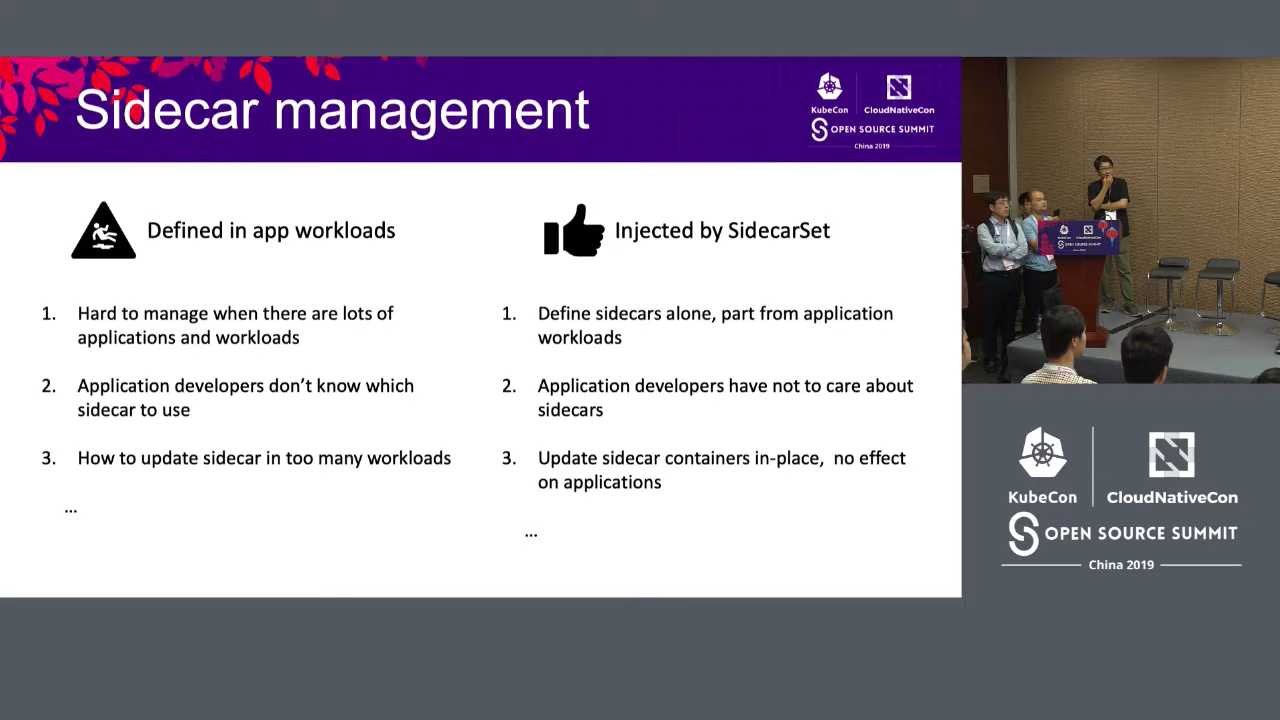 Sidecar management
KubeCon
CloudNativeCon
OPEN SOURCE SUMMIT
China 2019
Defined in app workloads
1. Hard to manage when there are lots of
applications and workloads
2. Application developers don’t know which
sidecar to use
3. How to update sidecar in too many workloads
...
Injected by SidecarSet
1. Define sidecars alone, part from application
workloads
2. Application developers have not to care about
sidecars
3. Update sidecar containers in-place, no effect
on applications
...
KubeCon
CloudNativeCon
OPEN SOURCE SUMMIT
China 2019